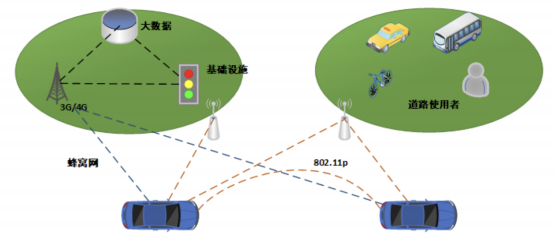 大数据
基础设施
3G/4G
道路使用者
蜂窝网
802.11p